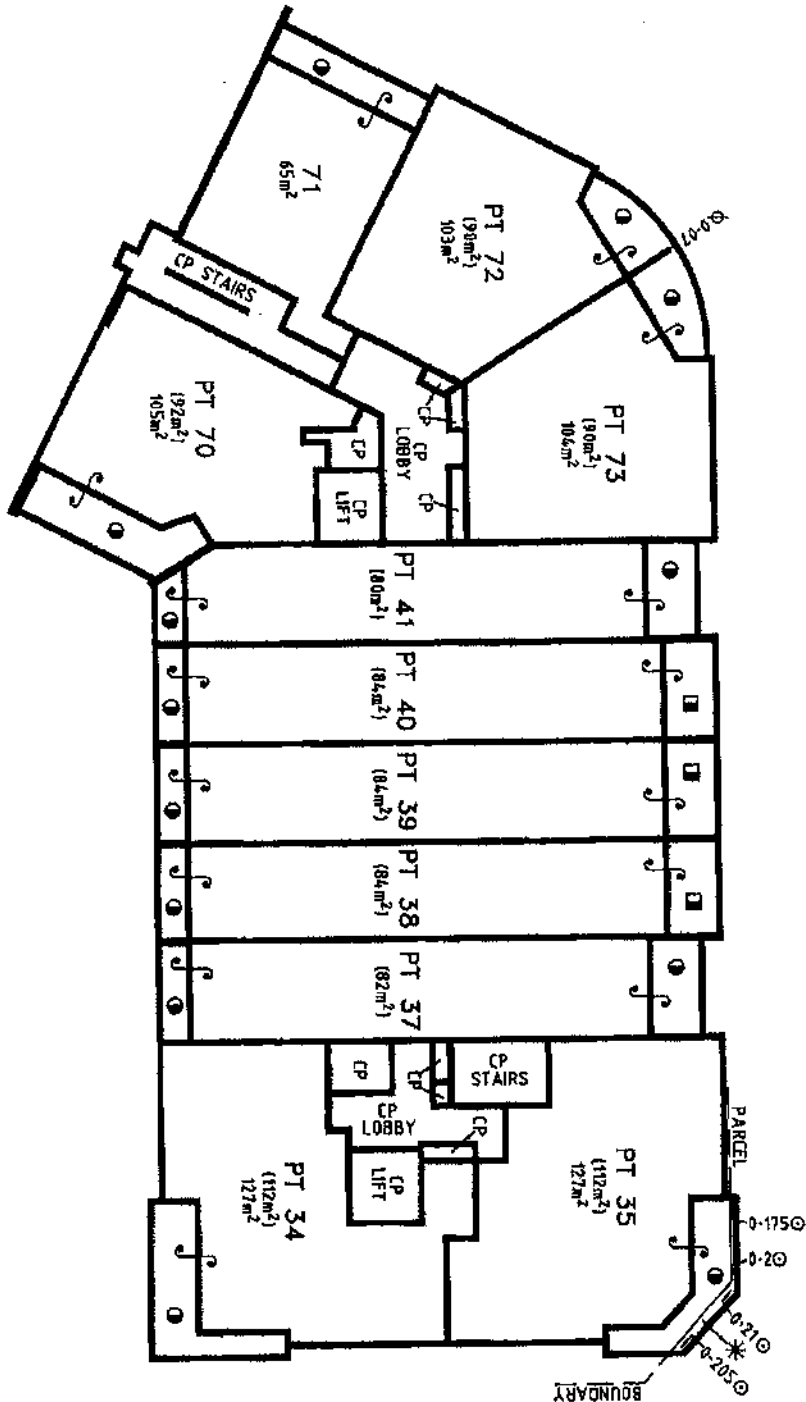 71
65m²
PT 72
(90m²)
103m²
0·07
CP STAIRS
PT 70
(92m²)
105m²
CP
CP
LOBBY
CP
CP
LIFT
CP
PT 73
(90m²)
104m²
PT 41
(80m²)
PT 40
(84m²)
PT 39
(84m²)
PT 38
(84m²)
PT 37
(82m²)
CP
CP
CP
STAIRS
CP
LOBBY
CP
CP
LIFT
PT 34
(112m²)
127m²
PT 35
(112m²)
127m²
PARCEL
0·175
0·2
0·21
0·205
BOUNDARY